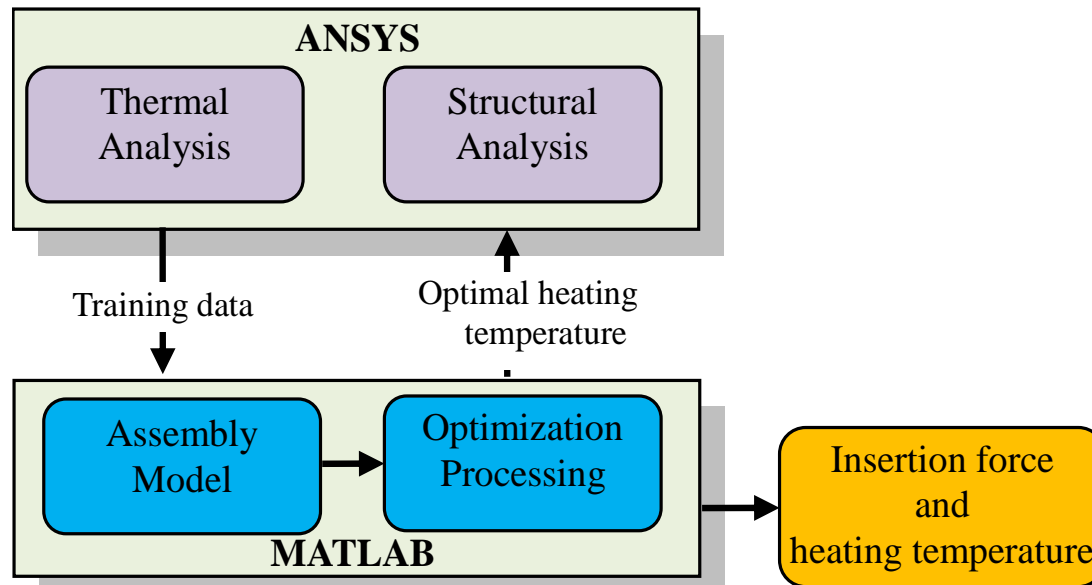 ANSYS
Thermal
Analysis
Structural
Analysis
Training data
Optimal heating
temperature
Assembly
Model
Optimization
Processing
MATLAB
Insertion force
and
heating temperature